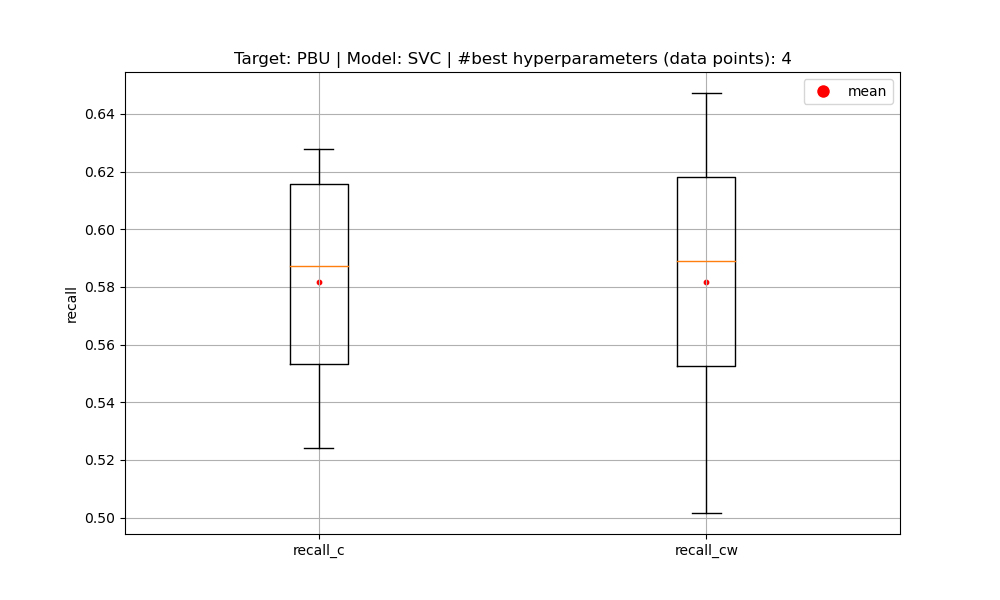 Target: PBU | Model: SVC | #best hyperparameters (data points): 4
mean
0.64
0.62
0.60
0.58
0.56
0.54
0.52
0.50
recall
recall_c
recall_cw